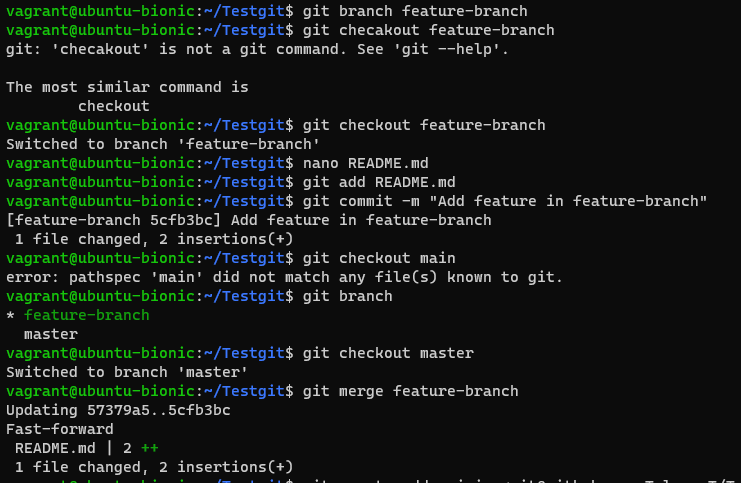 vagrant@ubuntu-bionic:~/Testgit$ git branch feature-branch
vagrant@ubuntu-bionic:~/Testgit$ git checakout feature-branch
git: 'checakout' is not a git command. See 'git --help'.
The most similar command is
        checkout
vagrant@ubuntu-bionic:~/Testgit$ git checkout feature-branch
Switched to branch 'feature-branch'
vagrant@ubuntu-bionic:~/Testgit$ nano README.md
vagrant@ubuntu-bionic:~/Testgit$ git add README.md
vagrant@ubuntu-bionic:~/Testgit$ git commit -m "Add feature in feature-branch"
[feature-branch 5cfb3bc] Add feature in feature-branch
 1 file changed, 2 insertions(+)
vagrant@ubuntu-bionic:~/Testgit$ git checkout main
error: pathspec 'main' did not match any file(s) known to git.
vagrant@ubuntu-bionic:~/Testgit$ git branch
* feature-branch
  master
vagrant@ubuntu-bionic:~/Testgit$ git checkout master
Switched to branch 'master'
vagrant@ubuntu-bionic:~/Testgit$ git merge feature-branch
Updating 57379a5..5cfb3bc
Fast-forward
 README.md | 2 ++
 1 file changed, 2 insertions(+)
vagrant@ubuntu-bionic:~/Testgit$ git